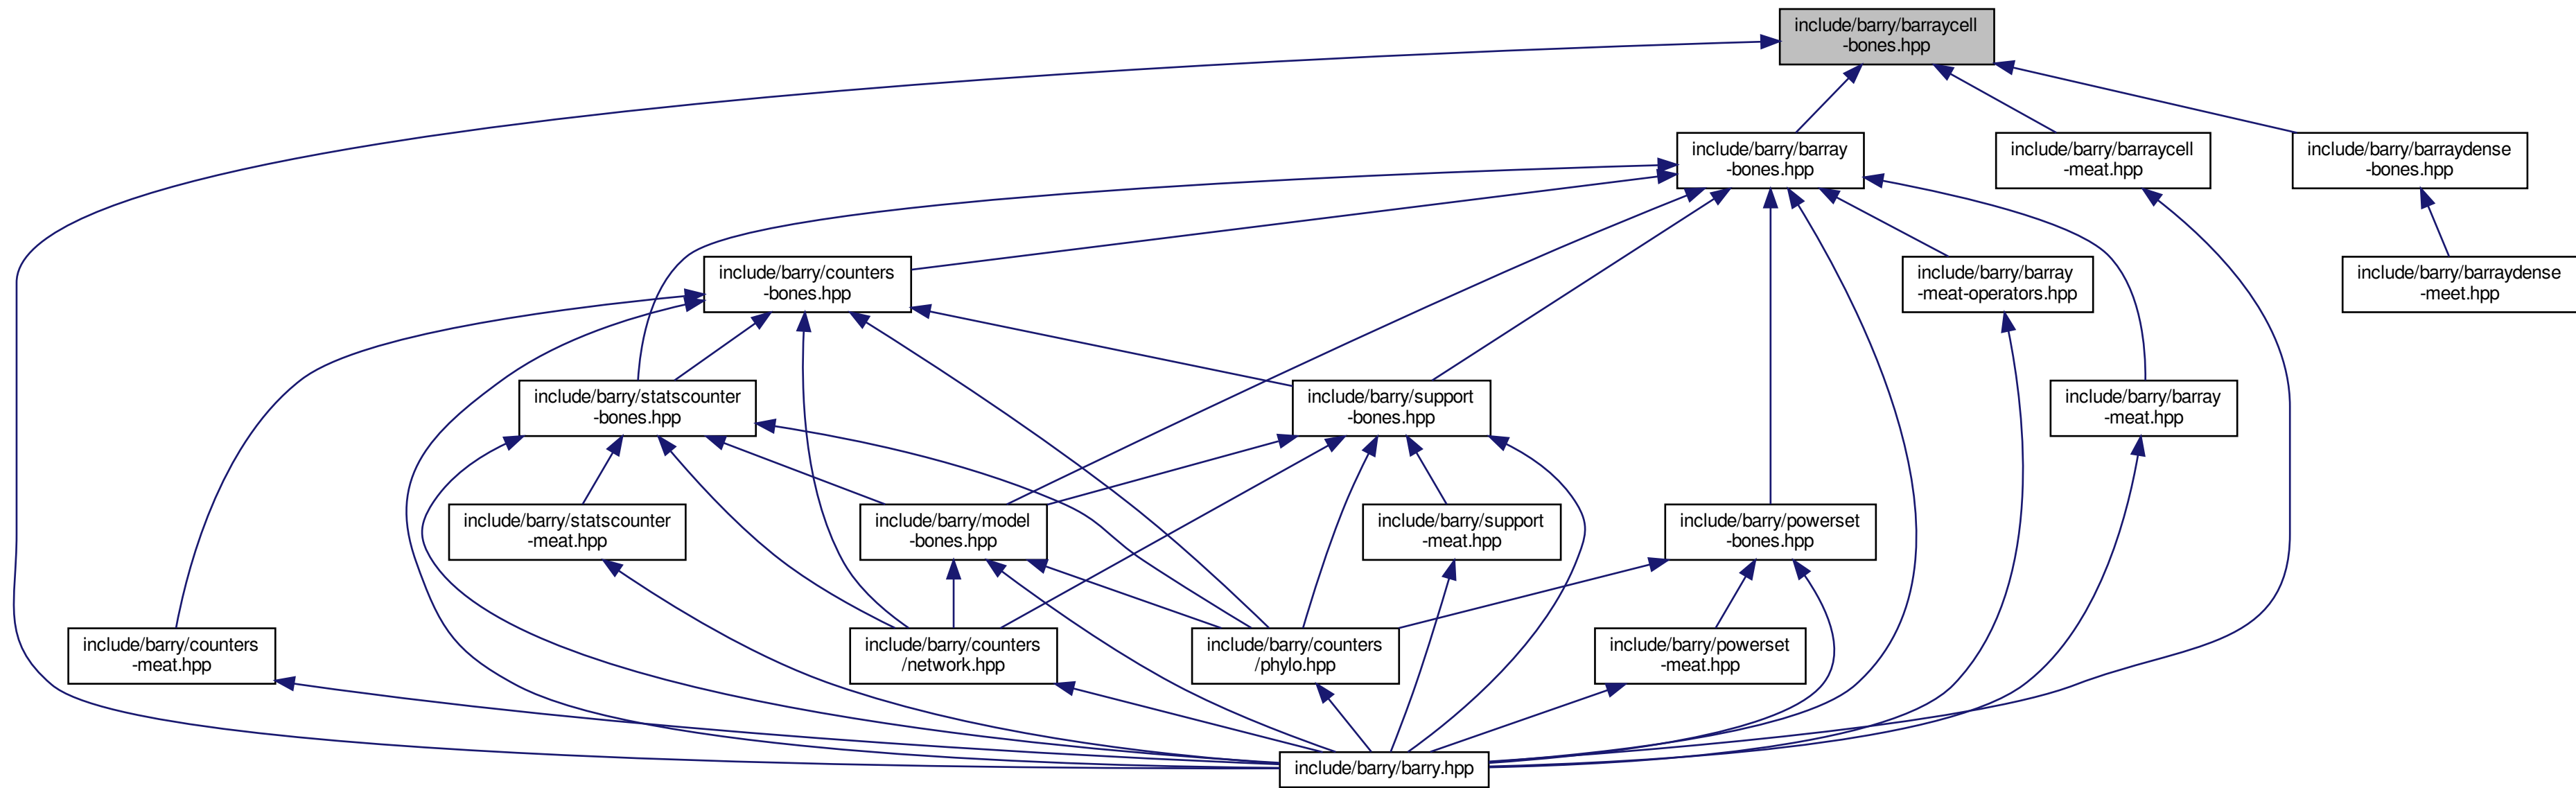 include/barry/barraycell
-bones.hpp
include/barry/barray
-bones.hpp
include/barry/barraycell
-meat.hpp
include/barry/barraydense
-bones.hpp
include/barry/counters
-bones.hpp
include/barry/barray
-meat-operators.hpp
include/barry/barraydense
-meet.hpp
include/barry/statscounter
-bones.hpp
include/barry/support
-bones.hpp
include/barry/barray
-meat.hpp
include/barry/statscounter
-meat.hpp
include/barry/model
-bones.hpp
include/barry/support
-meat.hpp
include/barry/powerset
-bones.hpp
include/barry/counters
-meat.hpp
include/barry/counters
/network.hpp
include/barry/counters
/phylo.hpp
include/barry/powerset
-meat.hpp
include/barry/barry.hpp